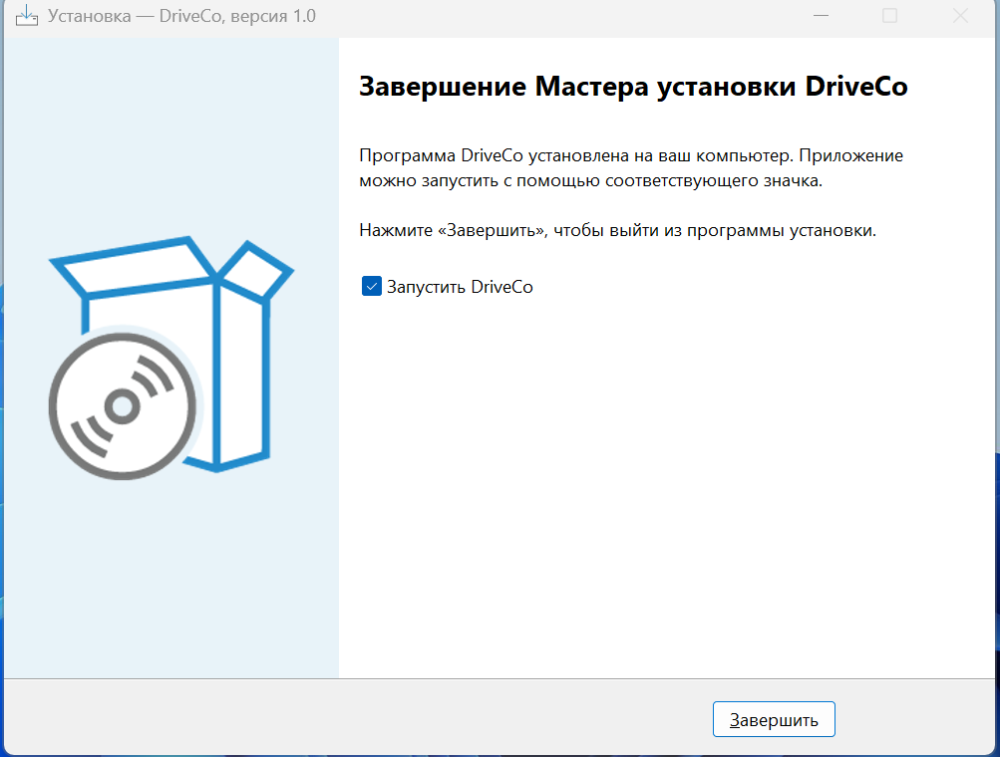 Установка — DriveCo, версия 1.0
Завершение Мастера установки DriveCo
Программа DriveCo установлена на ваш компьютер. Приложение
можно запустить с помощью соответствующего значка.
Нажмите «Завершить», чтобы выйти из программы установки.
Запустить DriveCo
Завершить